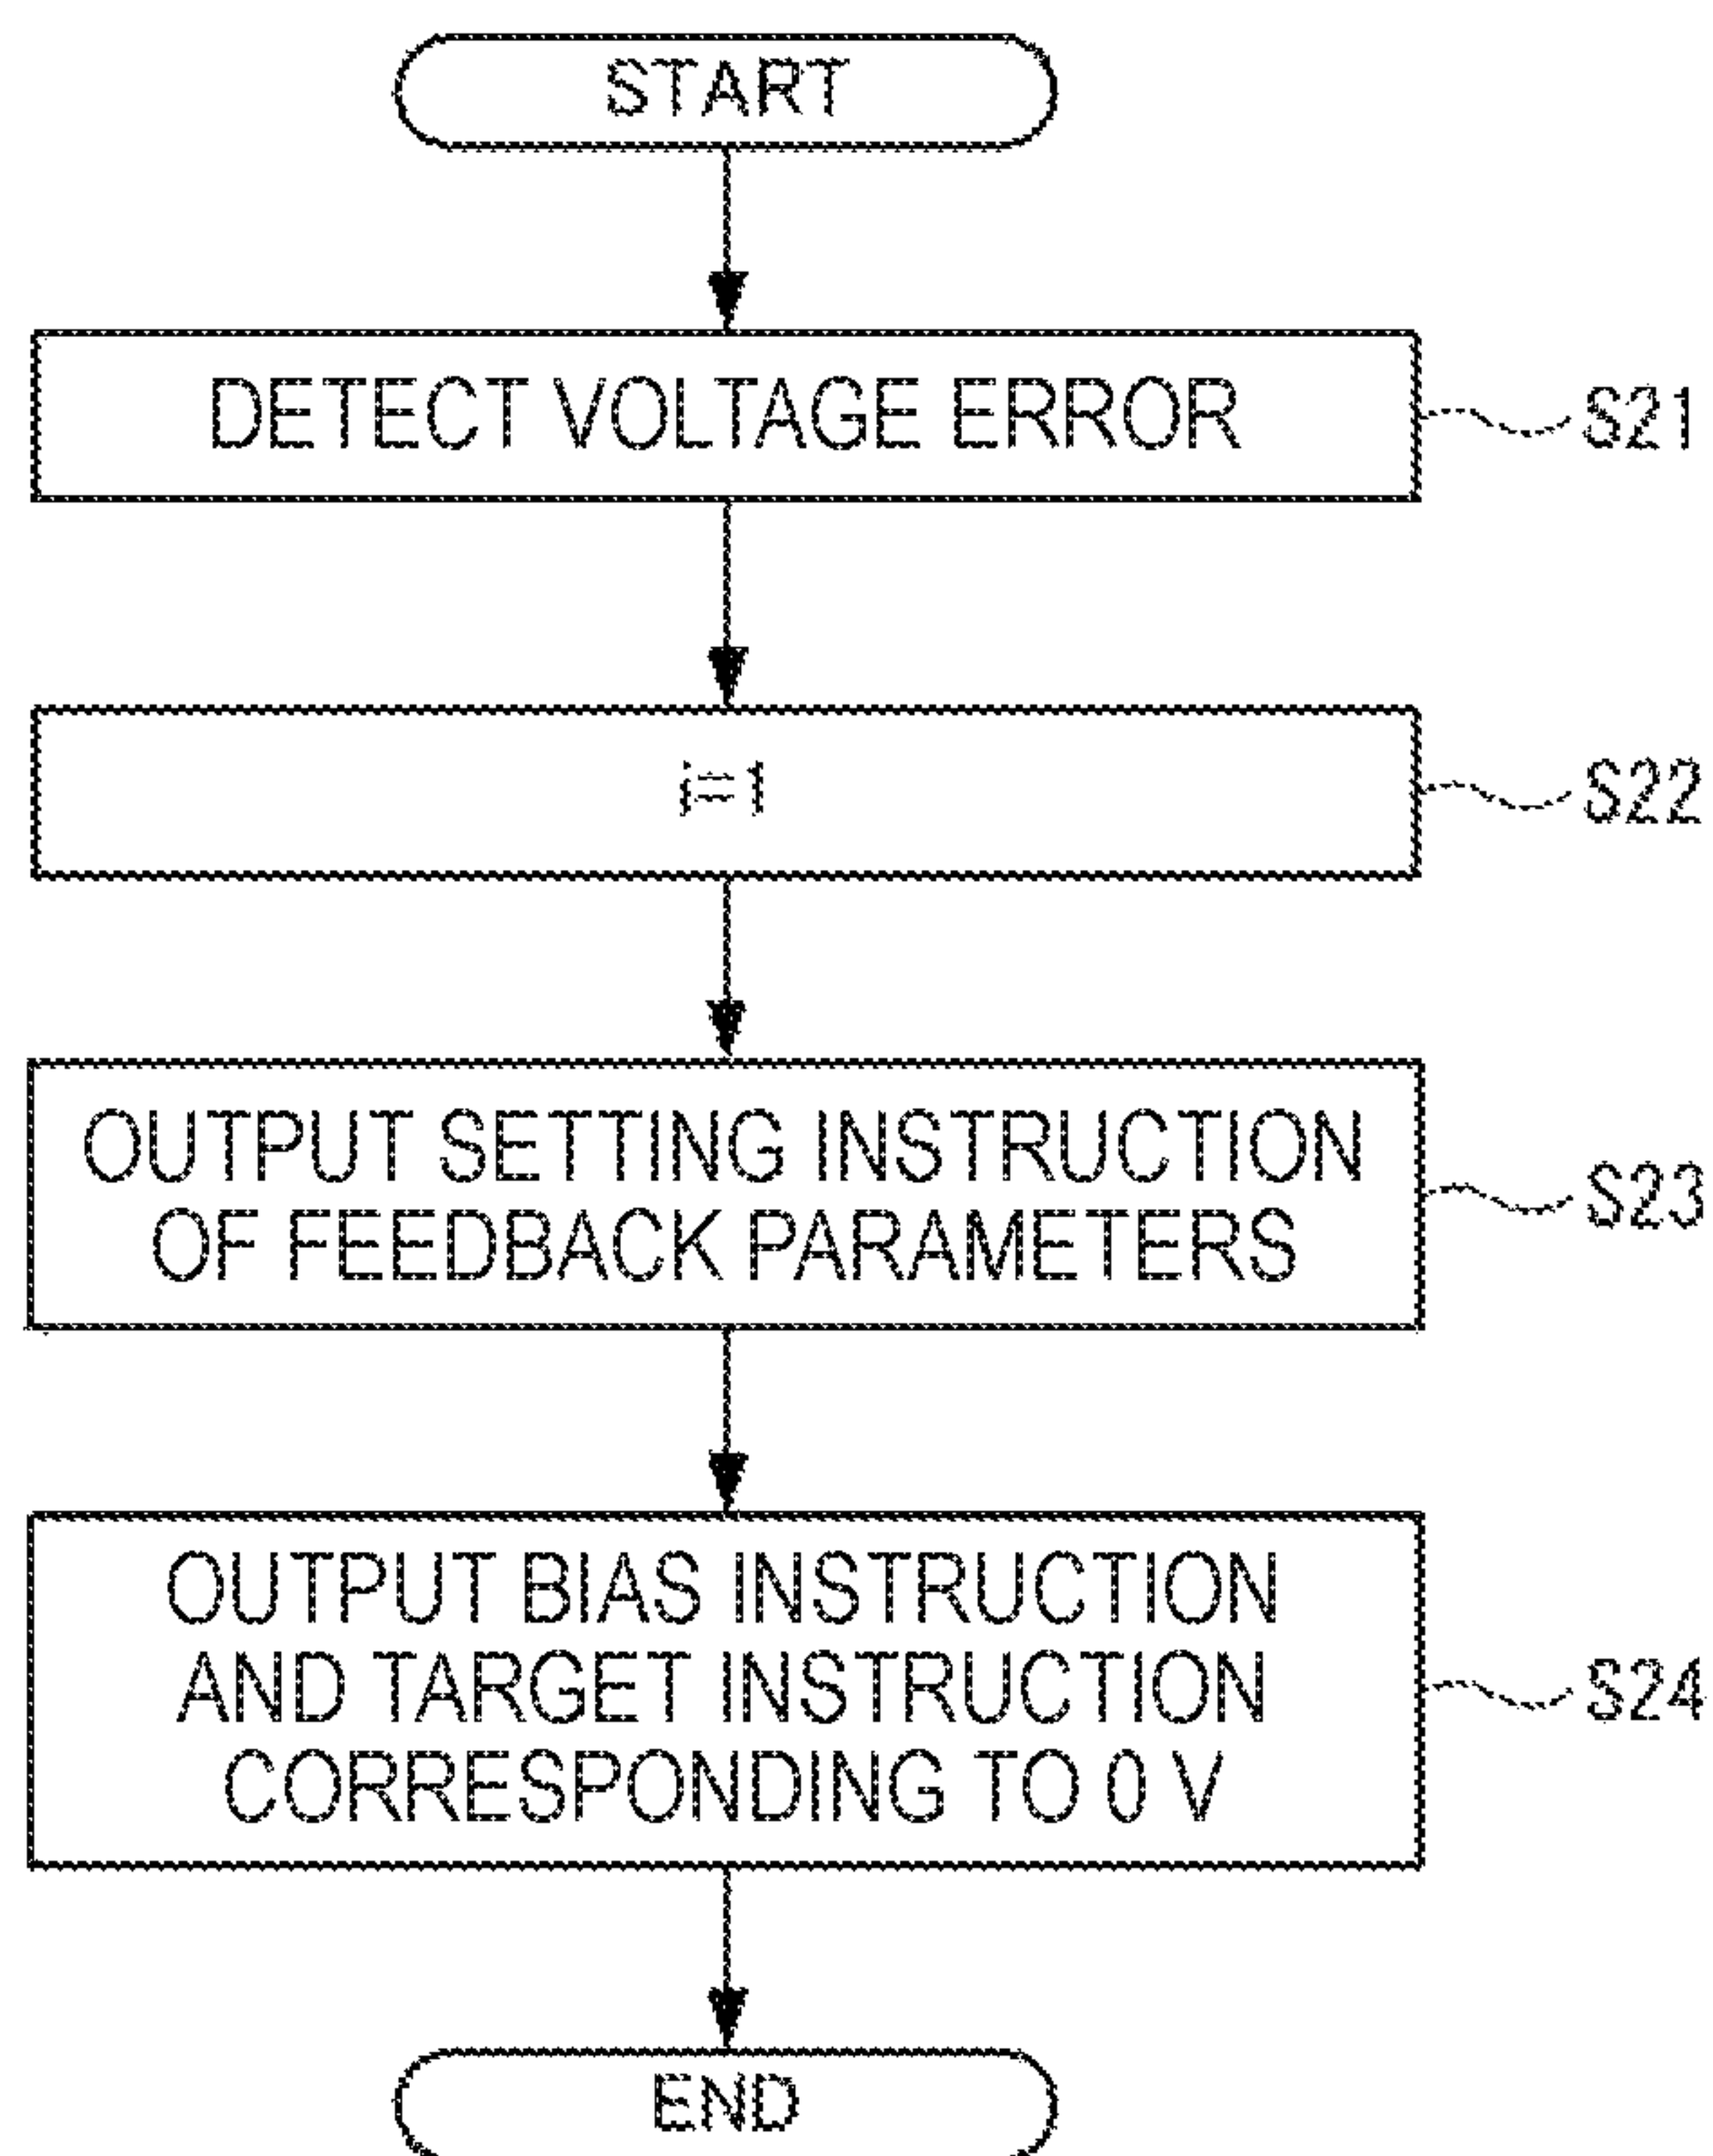 START
DETECT VOLTAGE ERROR
S21
i=1
S22
OUTPUT SETTING INSTRUCTION
OF FEEDBACK PARAMETERS
S23
OUTPUT BIAS INSTRUCTION
AND TARGET INSTRUCTION
CORRESPONDING TO 0 V
S24
END